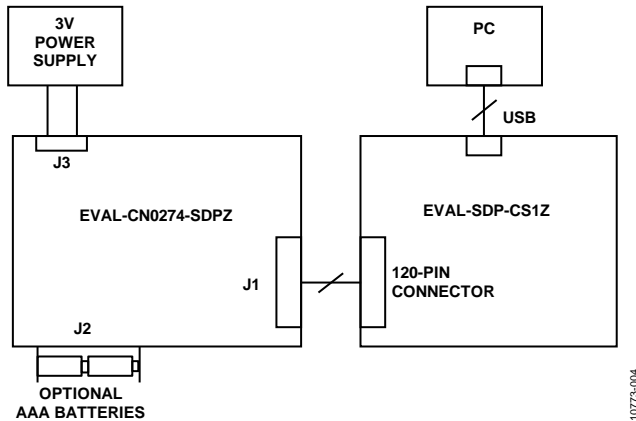 3V
POWER
SUPPLY
PC
USB
J3
EVAL-CN0274-SDPZ
EVAL-SDP-CS1Z
J1
120-PIN
CONNECTOR
J2
OPTIONAL
AAA BATTERIES
10773-004